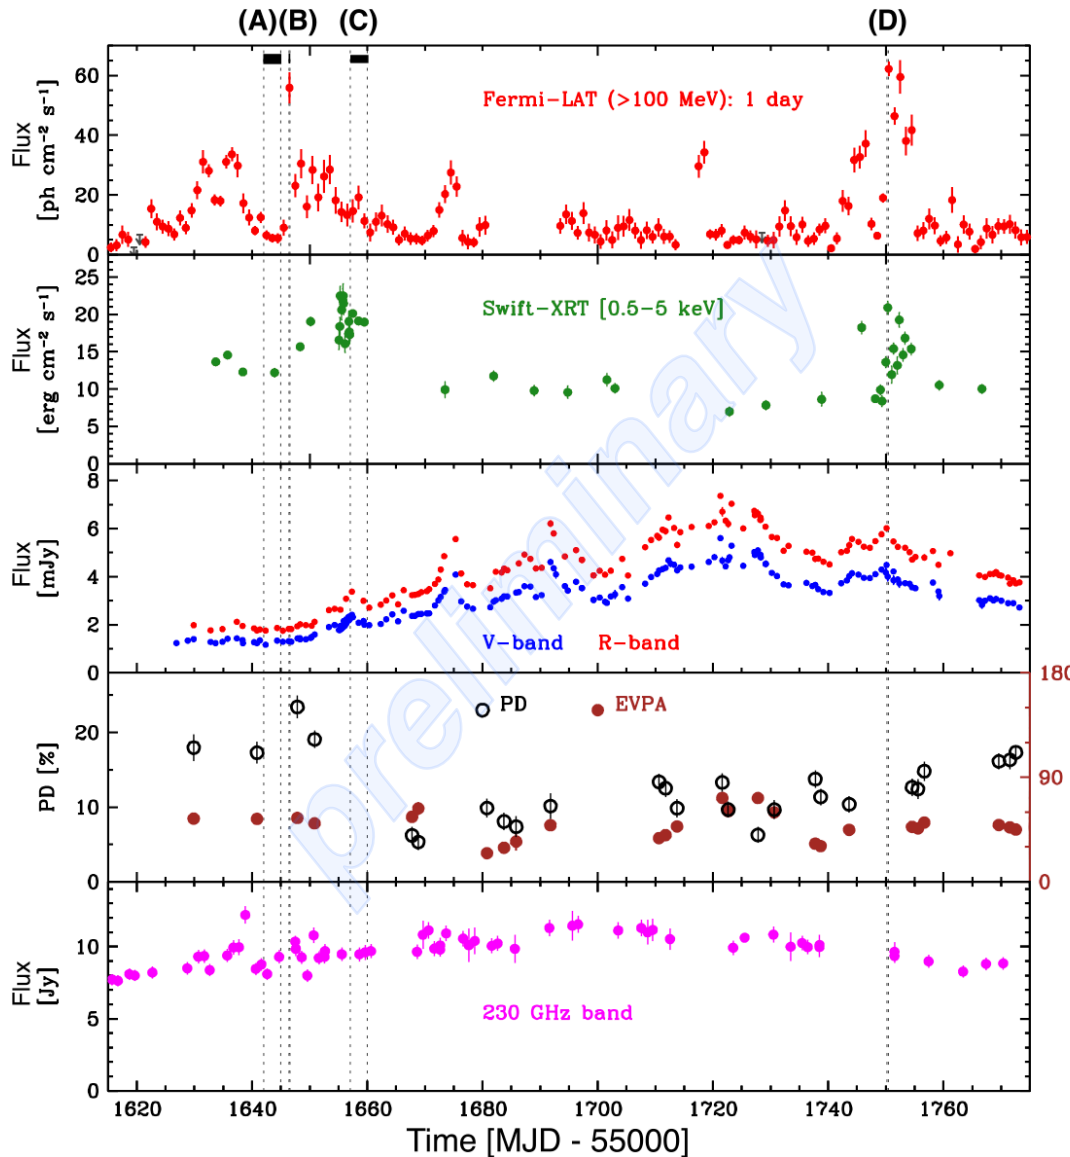 (A) (B) (C) (D)
Flux
[ph cm⁻² s⁻¹]
60
40
20
0
Fermi-LAT (>100 MeV): 1 day
Flux
[erg cm⁻² s⁻¹]
25
20
15
10
5
0
Swift-XRT [0.5-5 keV]
Flux
[mJy]
8
6
4
2
0
V-band R-band
PD [%]
20
10
0
PD EVPA
180
90
0
Flux
[Jy]
10
5
0
230 GHz band
1620 1640 1660 1680 1700 1720 1740 1760
Time [MJD - 55000]
preliminary